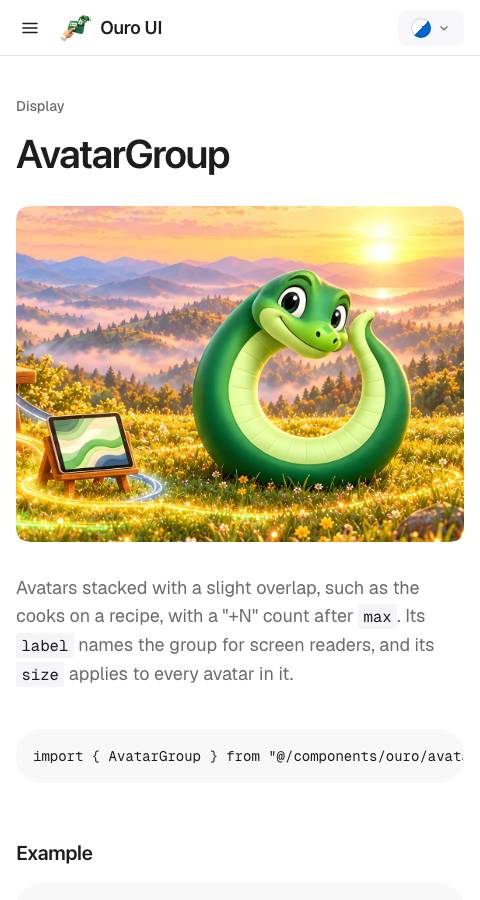 Ouro UI
Display
AvatarGroup
Avatars stacked with a slight overlap, such as the
cooks on a recipe, with a "+N" count after max. Its
label names the group for screen readers, and its
size applies to every avatar in it.
import { AvatarGroup } from "@/components/ouro/avat
Example